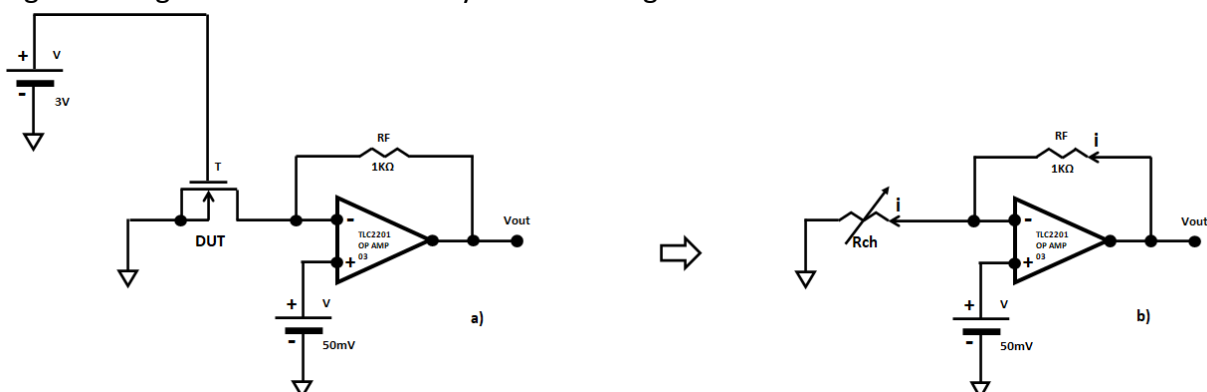 + V
-
3V
T
DUT
RF
1KΩ
-
TLC2201
OP AMP
03
+
Vout
+ V
-
50mV
a)
RF
i
1KΩ
i
Rch
-
TLC2201
OP AMP
03
+
Vout
+ V
-
50mV
b)